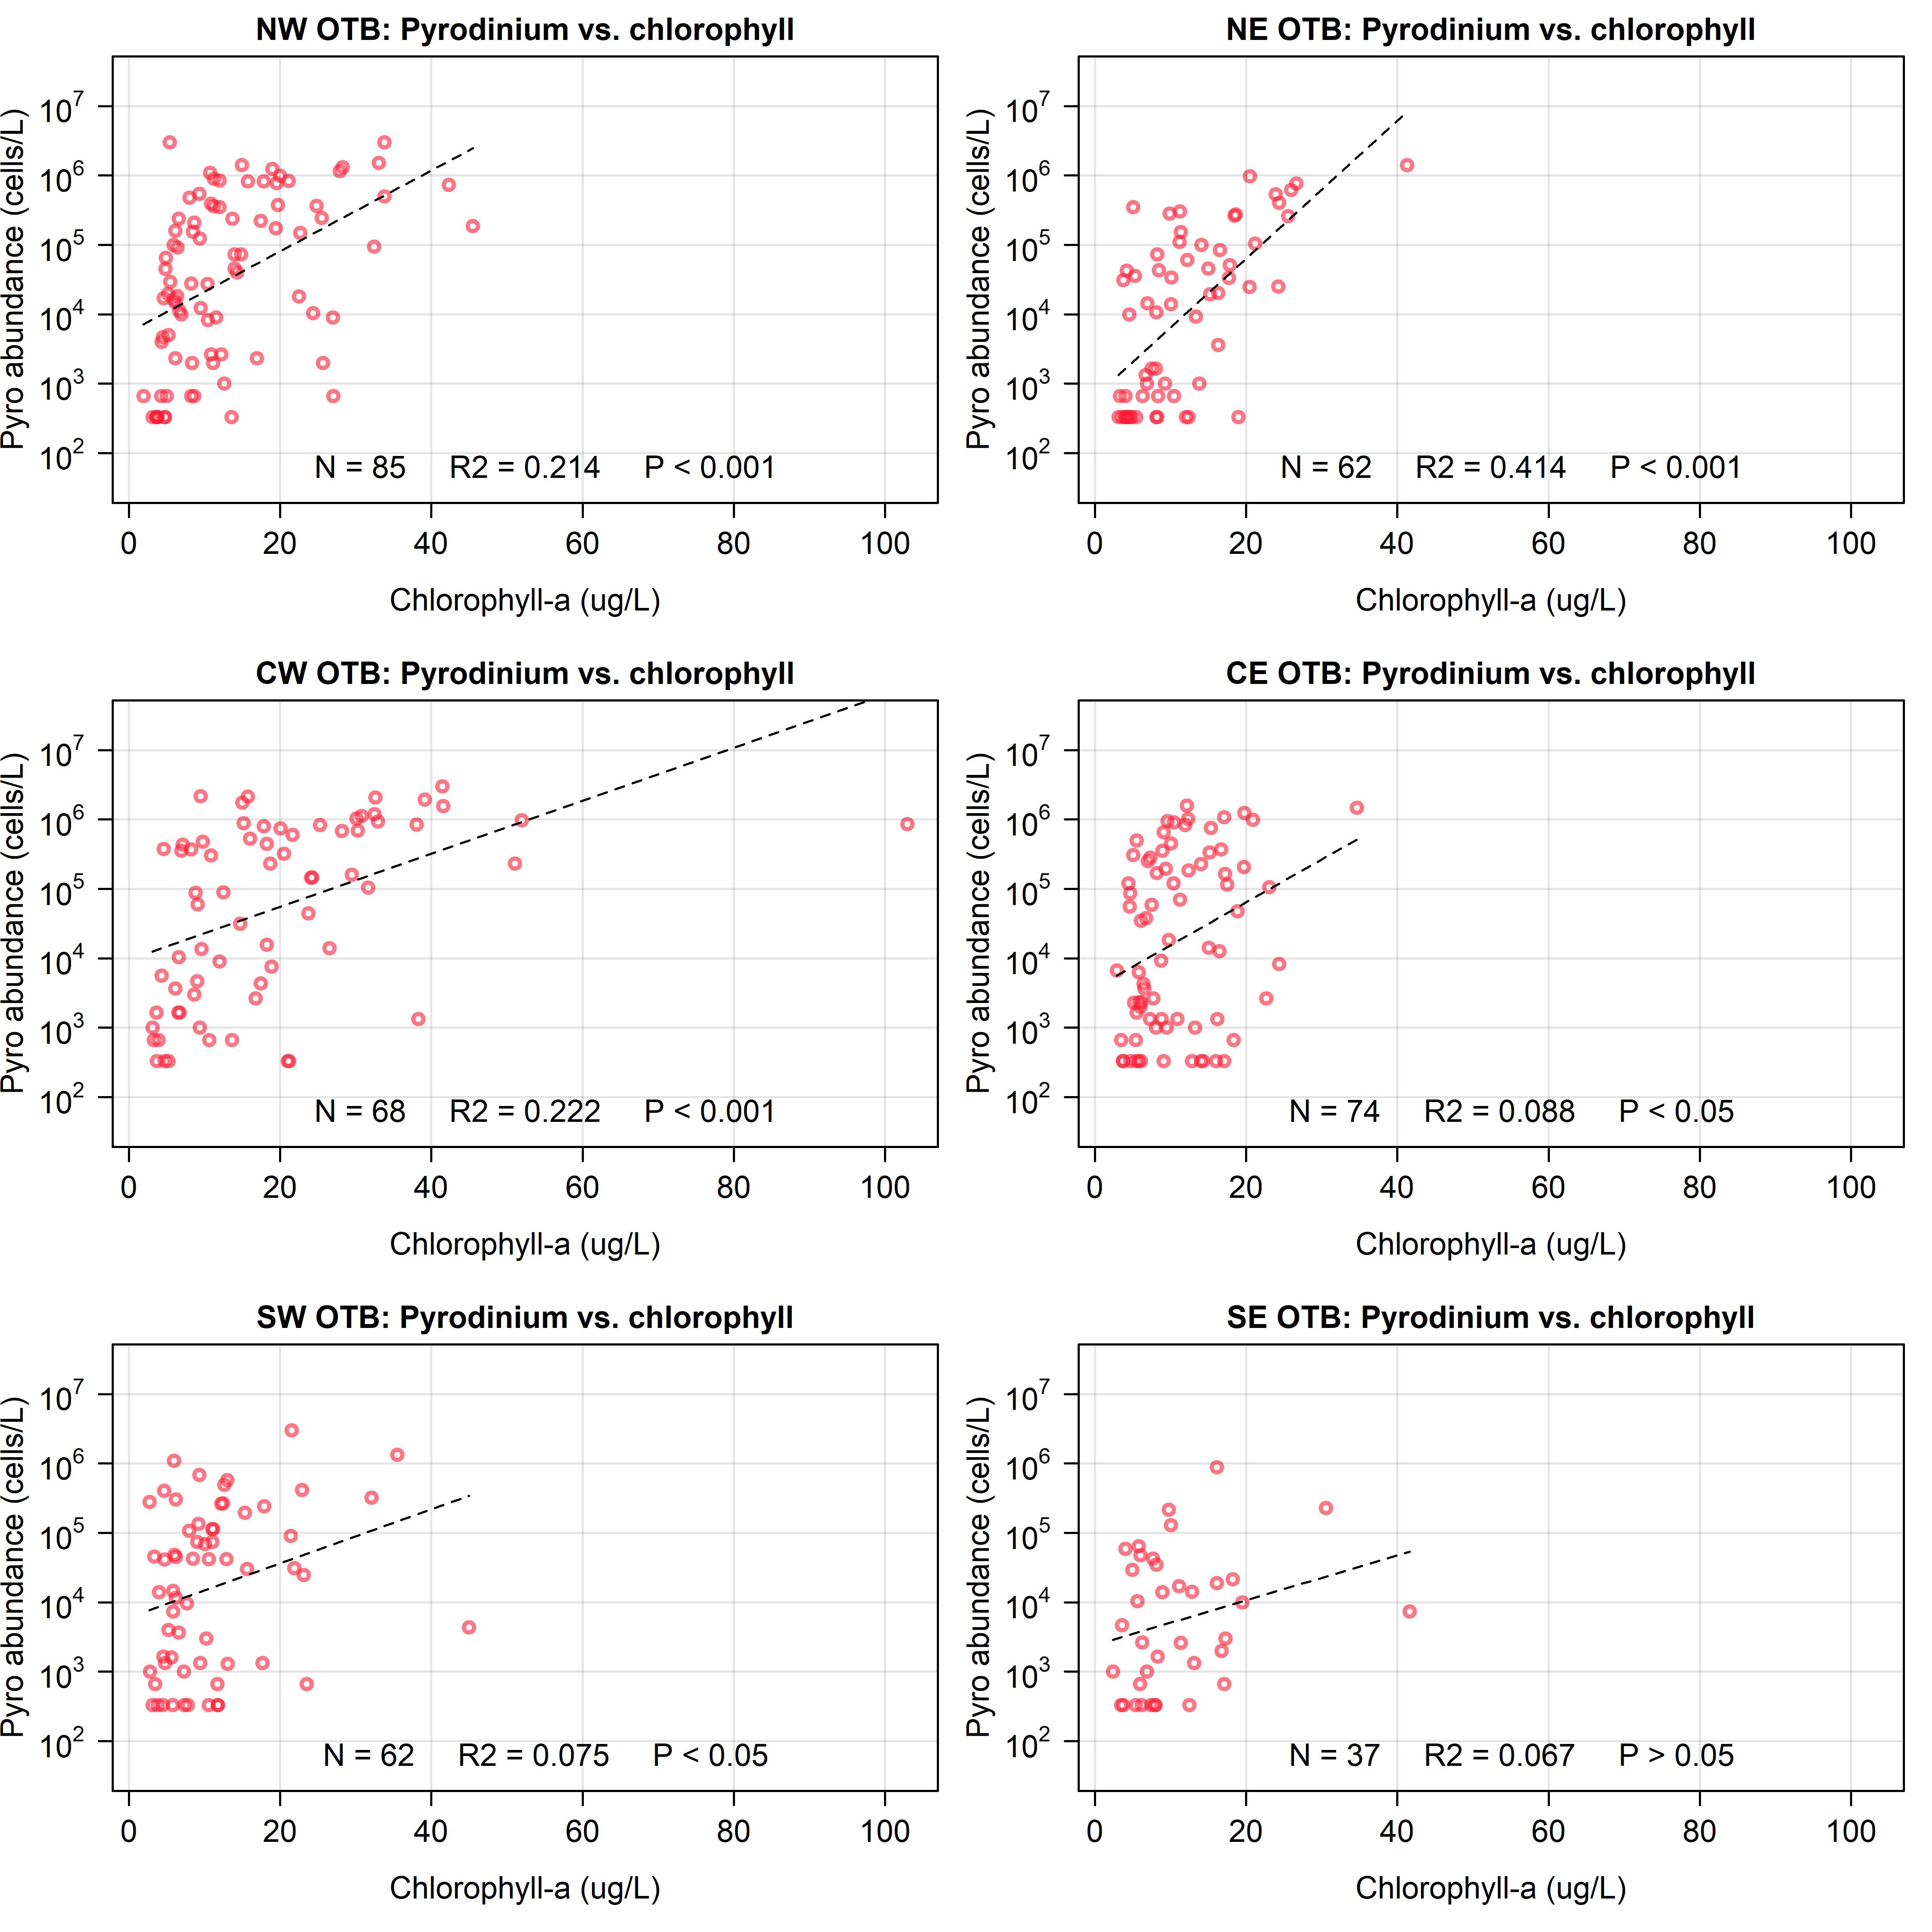 NW OTB: Pyrodinium vs. chlorophyll
Pyro abundance (cells/L)
10^7
10^6
10^5
10^4
10^3
10^2
N = 85 R2 = 0.214 P < 0.001
0 20 40 60 80 100
Chlorophyll-a (ug/L)
NE OTB: Pyrodinium vs. chlorophyll
Pyro abundance (cells/L)
10^7
10^6
10^5
10^4
10^3
10^2
N = 62 R2 = 0.414 P < 0.001
0 20 40 60 80 100
Chlorophyll-a (ug/L)
CW OTB: Pyrodinium vs. chlorophyll
Pyro abundance (cells/L)
10^7
10^6
10^5
10^4
10^3
10^2
N = 68 R2 = 0.222 P < 0.001
0 20 40 60 80 100
Chlorophyll-a (ug/L)
CE OTB: Pyrodinium vs. chlorophyll
Pyro abundance (cells/L)
10^7
10^6
10^5
10^4
10^3
10^2
N = 74 R2 = 0.088 P < 0.05
0 20 40 60 80 100
Chlorophyll-a (ug/L)
SW OTB: Pyrodinium vs. chlorophyll
Pyro abundance (cells/L)
10^7
10^6
10^5
10^4
10^3
10^2
N = 62 R2 = 0.075 P < 0.05
0 20 40 60 80 100
Chlorophyll-a (ug/L)
SE OTB: Pyrodinium vs. chlorophyll
Pyro abundance (cells/L)
10^7
10^6
10^5
10^4
10^3
10^2
N = 37 R2 = 0.067 P > 0.05
0 20 40 60 80 100
Chlorophyll-a (ug/L)